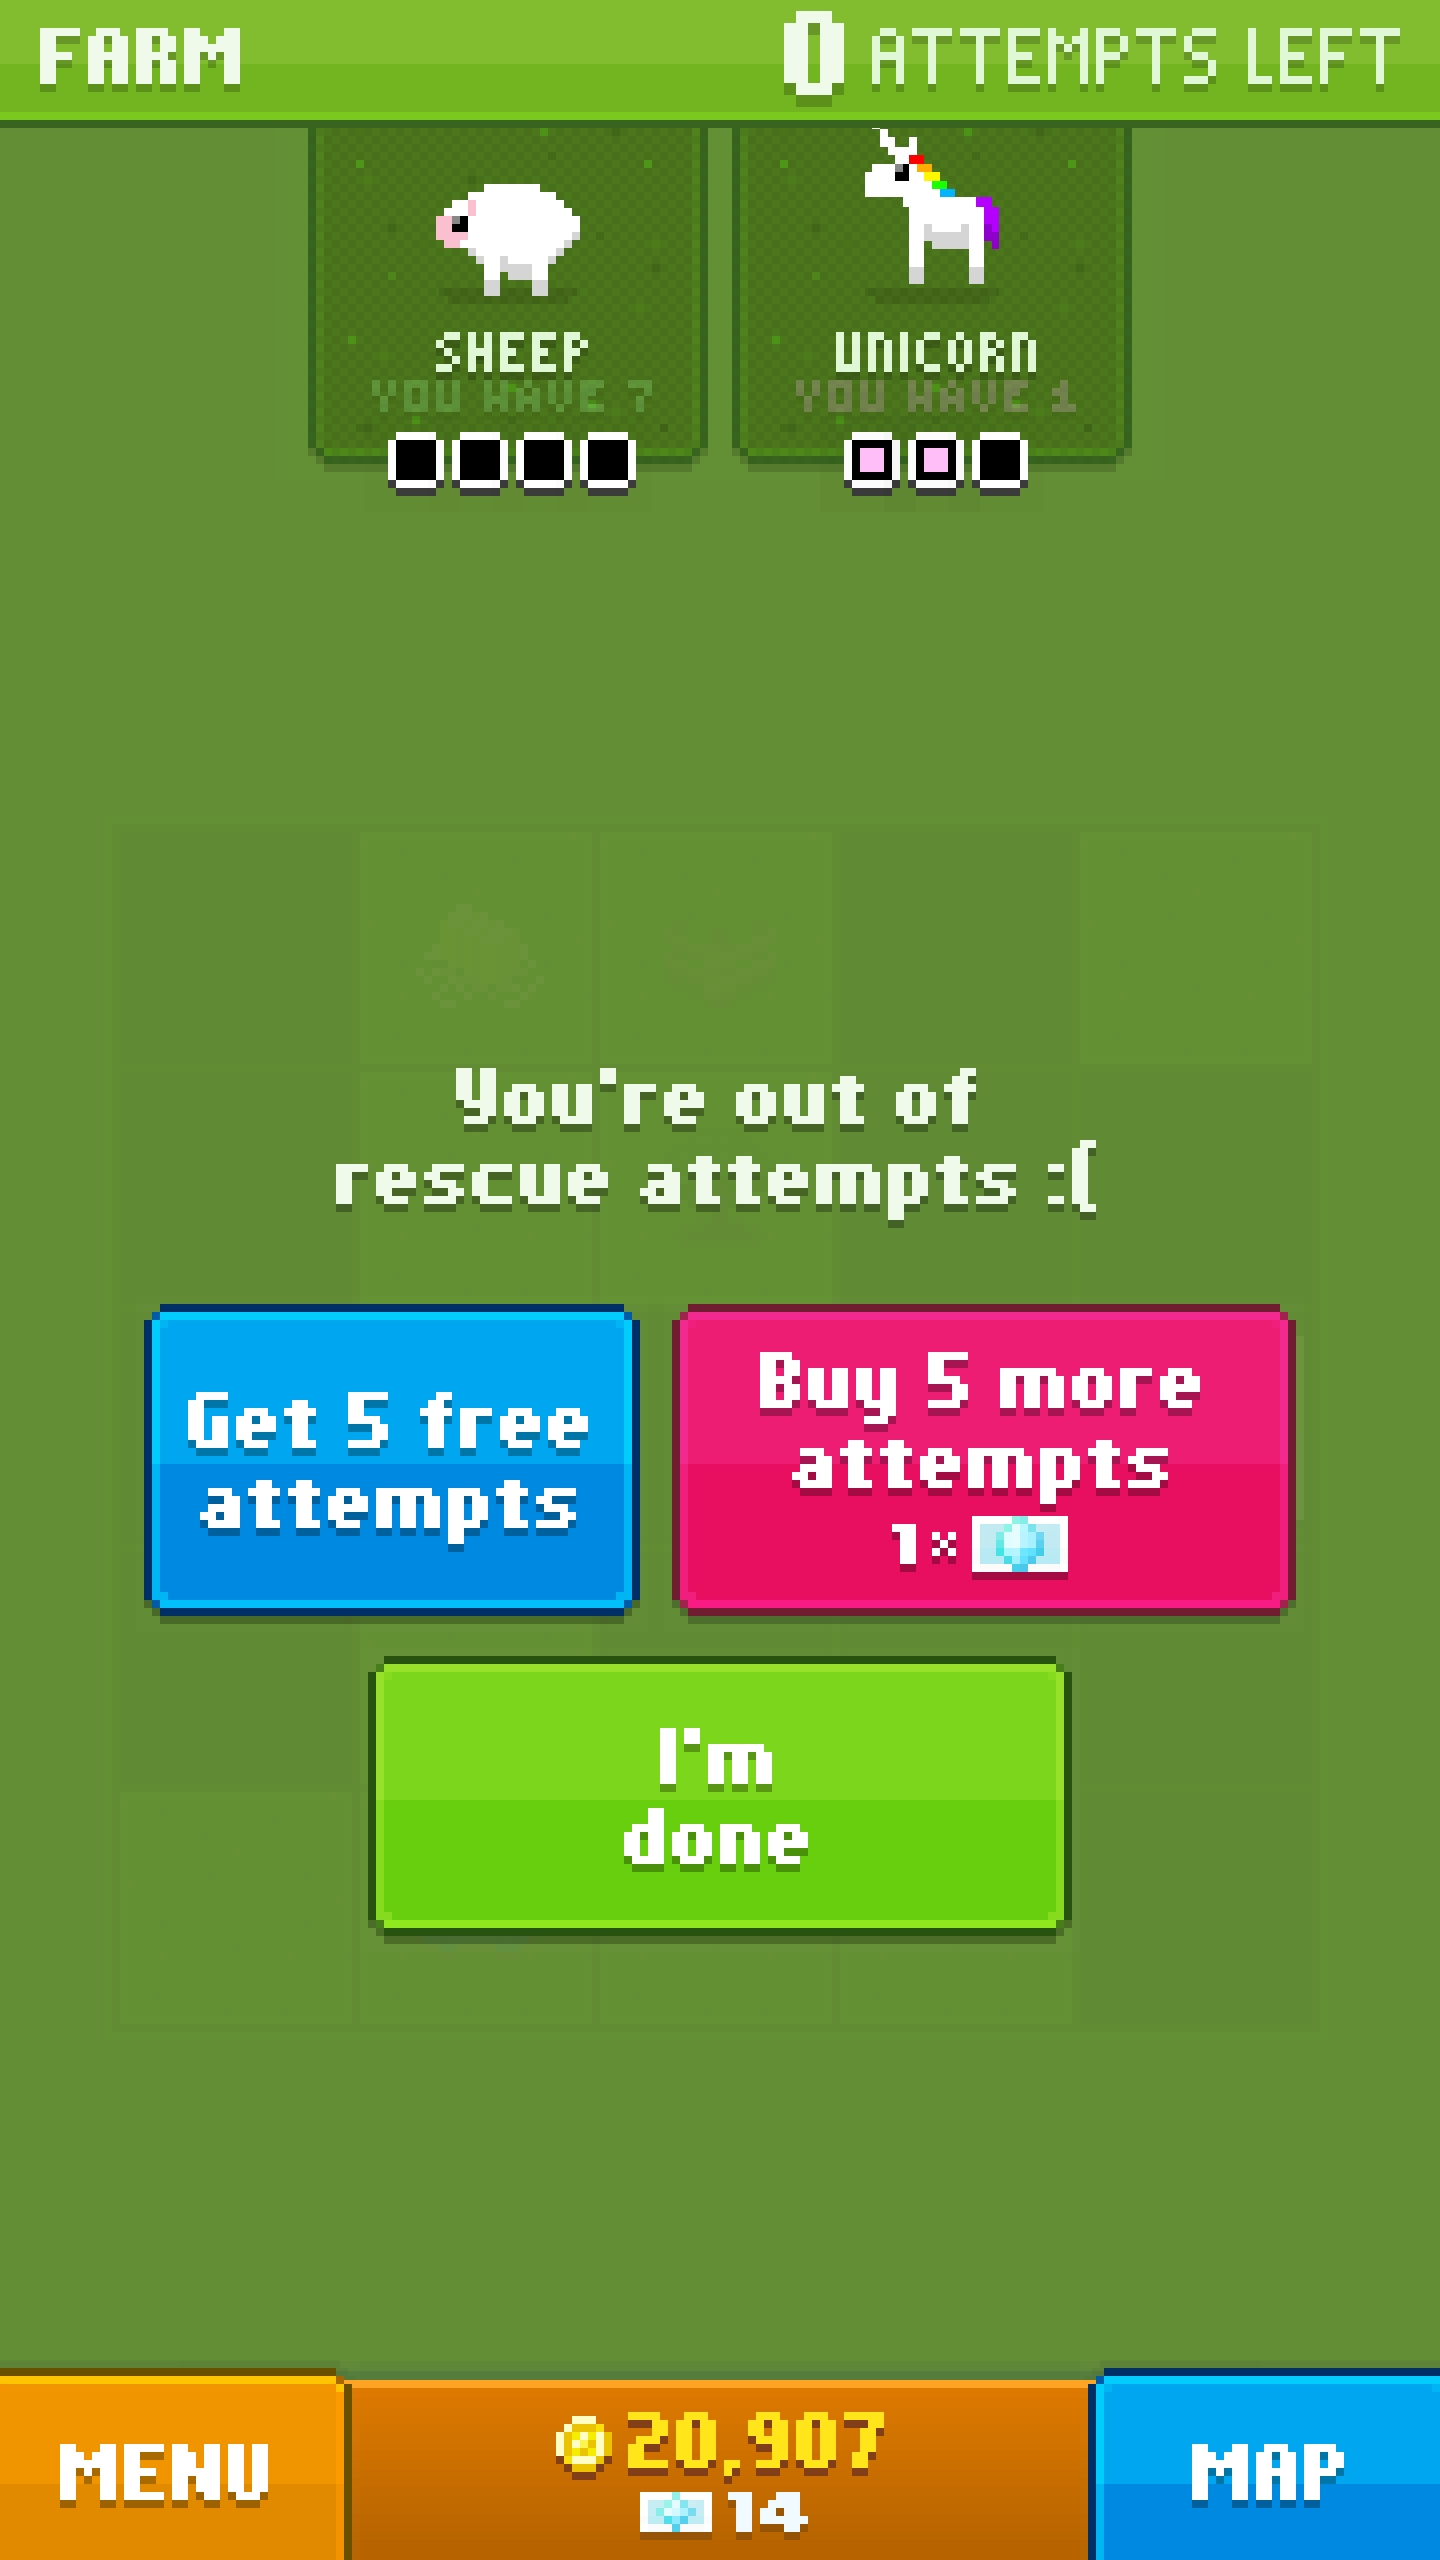 FARM
0 ATTEMPTS LEFT
SHEEP
YOU HAVE 7
UNICORN
YOU HAVE 1
You're out of
rescue attempts :(
Get 5 free
attempts
Buy 5 more
attempts
1×
I'm
done
MENU
20,907
14
MAP